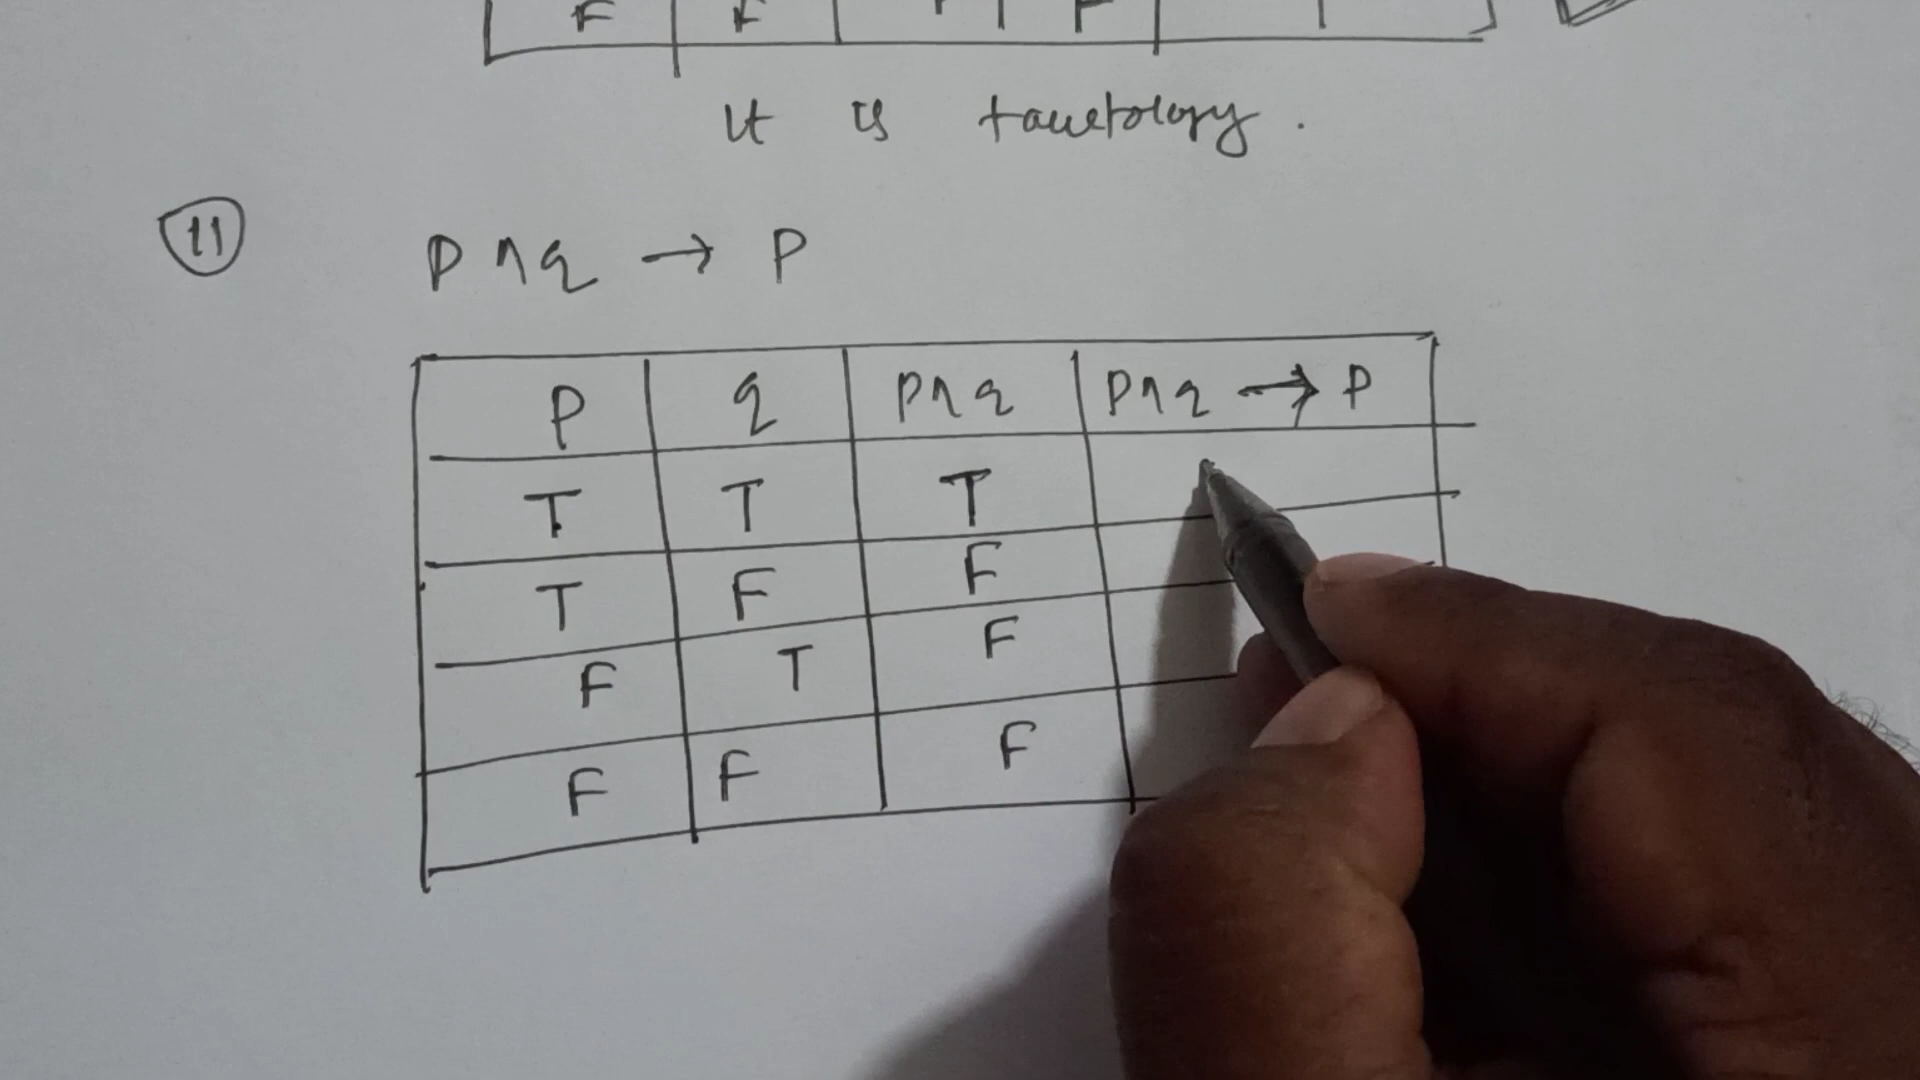 F F F
It is tautology.
11 P ∧ q → P
P q P ∧ q P ∧ q → P
T T T
T F F
F T F
F F F